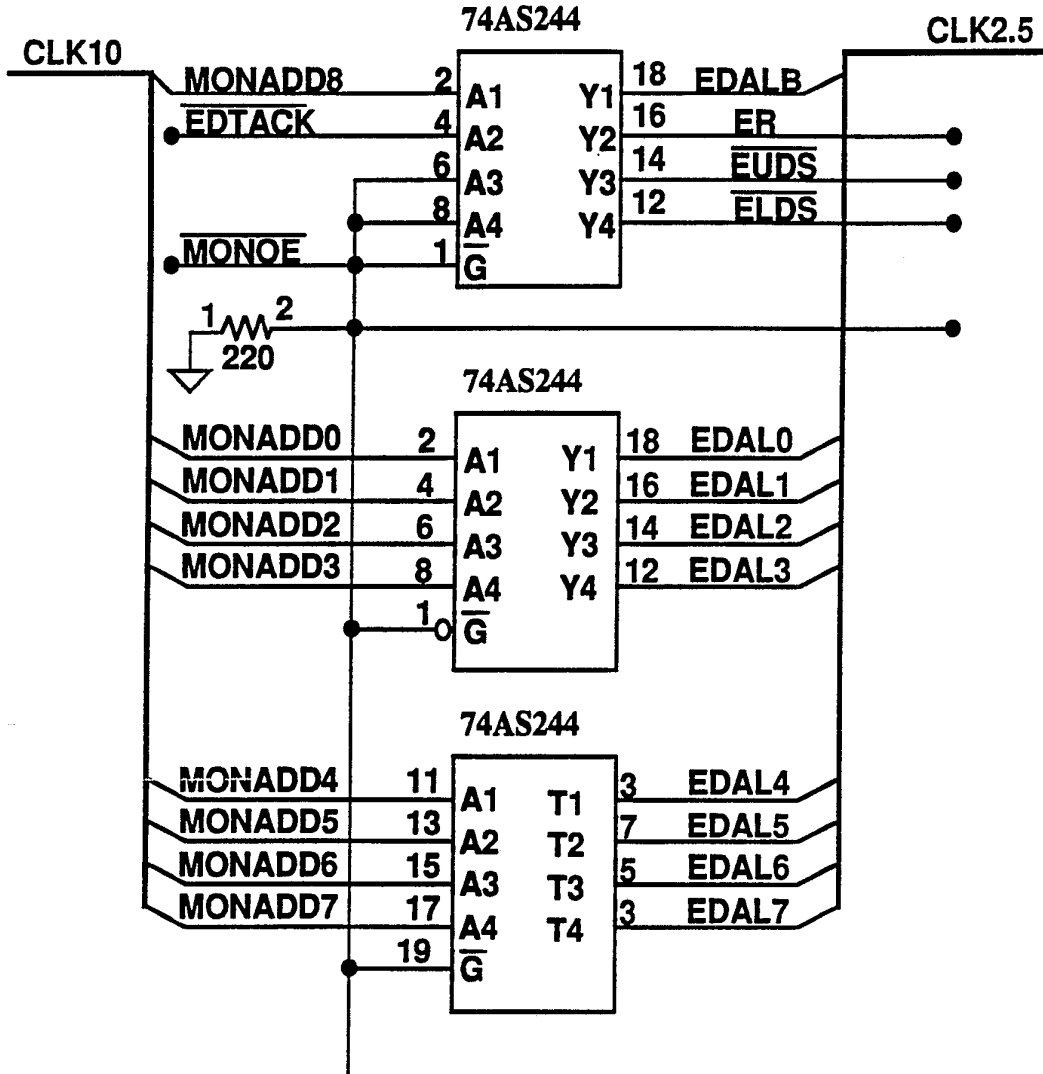 74AS244
CLK10
CLK2.5
MONADD8 2 A1 Y1 18 EDALB
EDTACK 4 A2 Y2 16 ER
6 A3 Y3 14 EUDS
8 A4 Y4 12 ELDS
MONOE 1 G
1 2
220
74AS244
MONADD0 2 A1 Y1 18 EDAL0
MONADD1 4 A2 Y2 16 EDAL1
MONADD2 6 A3 Y3 14 EDAL2
MONADD3 8 A4 Y4 12 EDAL3
1 G
74AS244
MONADD4 11 A1 T1 3 EDAL4
MONADD5 13 A2 T2 7 EDAL5
MONADD6 15 A3 T3 5 EDAL6
MONADD7 17 A4 T4 3 EDAL7
19 G